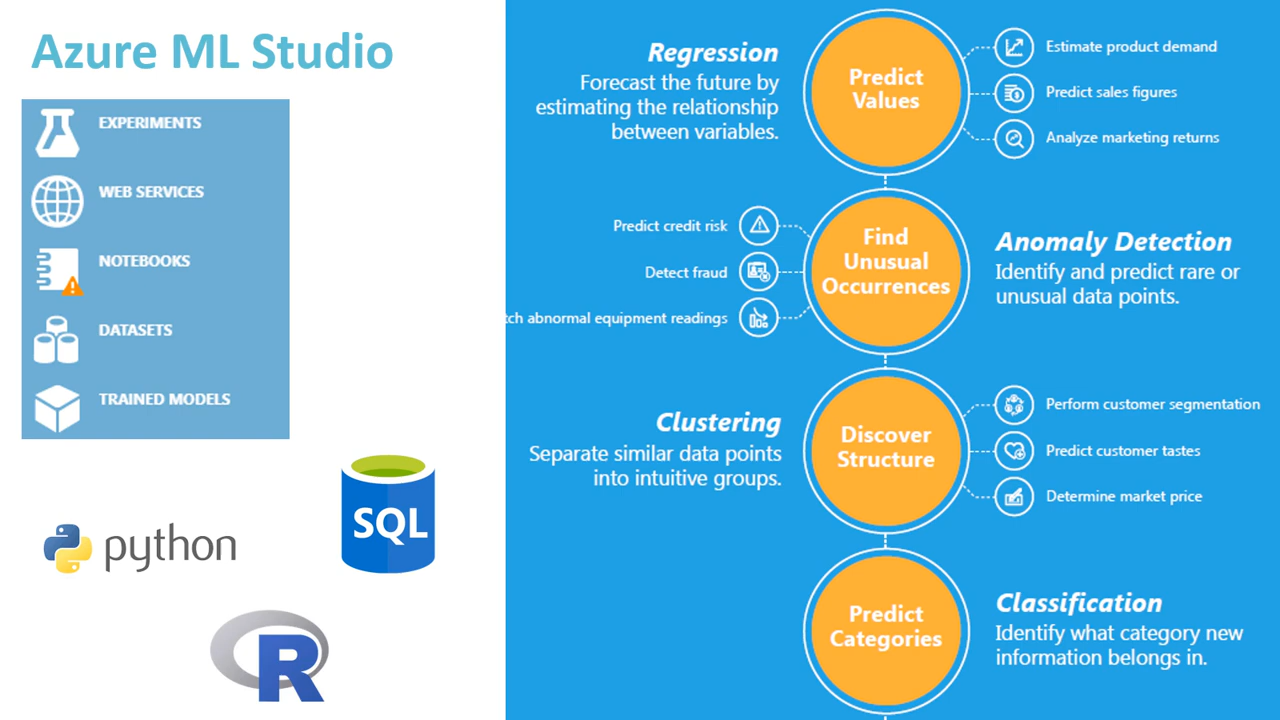 Azure ML Studio
EXPERIMENTS
WEB SERVICES
NOTEBOOKS
DATASETS
TRAINED MODELS
SQL
python
R
Regression
Forecast the future by
estimating the relationship
between variables.
Predict
Values
Estimate product demand
Predict sales figures
Analyze marketing returns
Predict credit risk
Detect fraud
abnormal equipment readings
Find
Unusual
Occurrences
Anomaly Detection
Identify and predict rare or
unusual data points.
Clustering
Separate similar data points
into intuitive groups.
Discover
Structure
Perform customer segmentation
Predict customer tastes
Determine market price
Predict
Categories
Classification
Identify what category new
information belongs in.